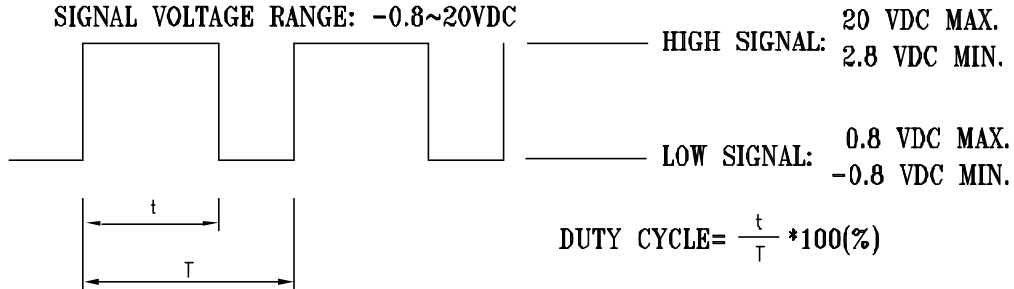 SIGNAL VOLTAGE RANGE: -0.8~20VDC
HIGH SIGNAL: 20 VDC MAX.
2.8 VDC MIN.
LOW SIGNAL: 0.8 VDC MAX.
-0.8 VDC MIN.
t
T
DUTY CYCLE= t/T *100(%)